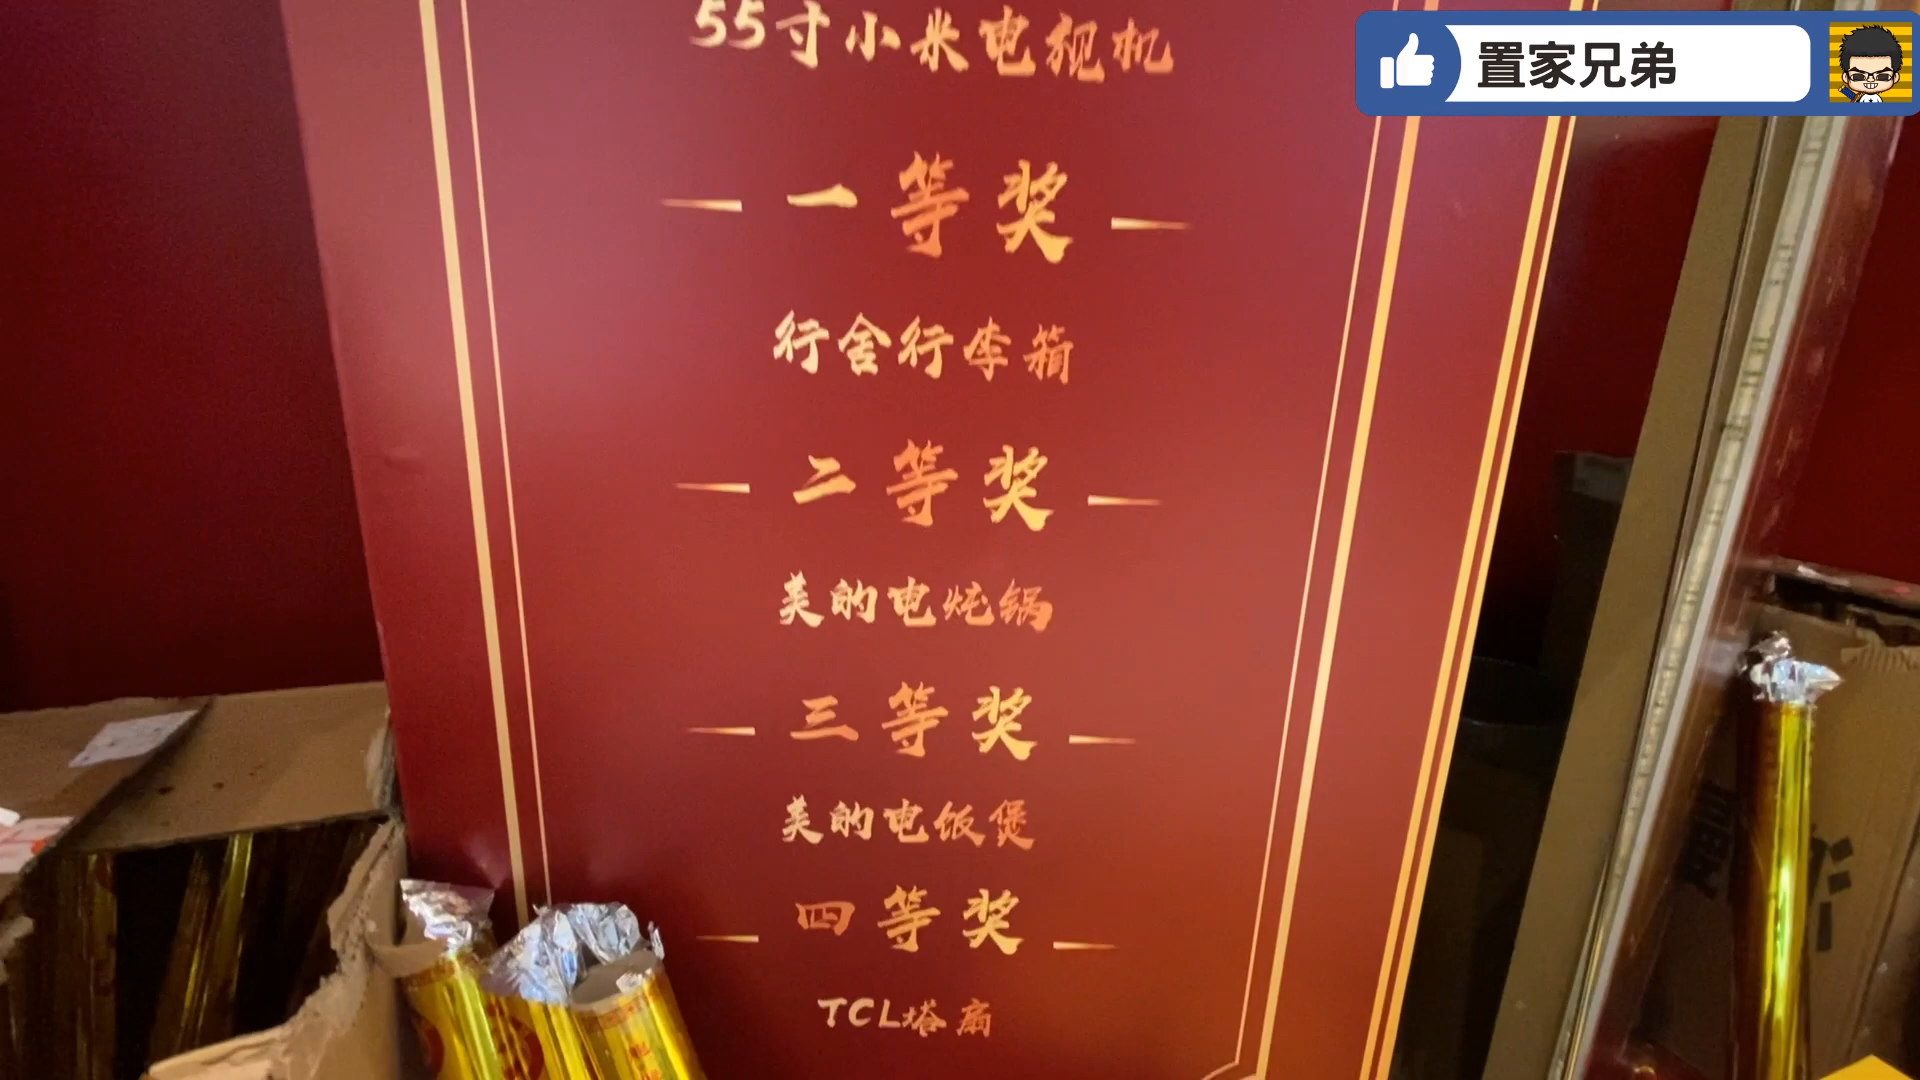 55寸小米电视机
置家兄弟
一等奖
行舍行李箱
二等奖
美的电炖锅
三等奖
美的电饭煲
四等奖
TCL塔扇